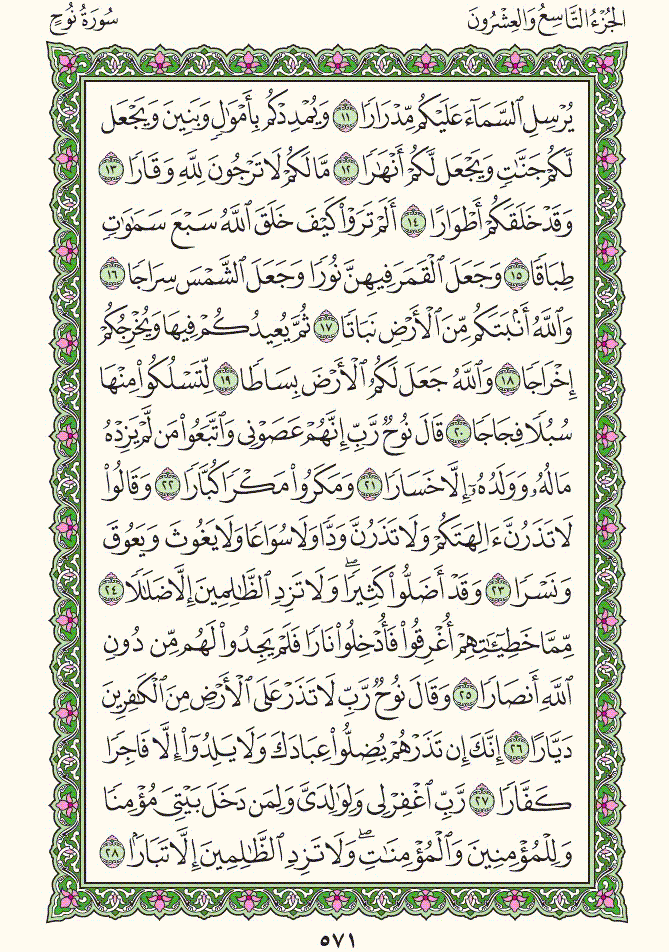 الجُزْءُ التَّاسِعُ وَالعِشْرُونَ
سُورَةُ نُوحٍ
يُرْسِلِ ٱلسَّمَآءَ عَلَيْكُم مِّدْرَارًا ١١ وَيُمْدِدْكُم بِأَمْوَٰلٍ وَبَنِينَ وَيَجْعَل
لَّكُمْ جَنَّٰتٍ وَيَجْعَل لَّكُمْ أَنْهَٰرًا ١٢ مَّا لَكُمْ لَا تَرْجُونَ لِلَّهِ وَقَارًا ١٣
وَقَدْ خَلَقَكُمْ أَطْوَارًا ١٤ أَلَمْ تَرَوْا۟ كَيْفَ خَلَقَ ٱللَّهُ سَبْعَ سَمَٰوَٰتٍ
طِبَاقًا ١٥ وَجَعَلَ ٱلْقَمَرَ فِيهِنَّ نُورًا وَجَعَلَ ٱلشَّمْسَ سِرَاجًا ١٦
وَٱللَّهُ أَنۢبَتَكُم مِّنَ ٱلْأَرْضِ نَبَاتًا ١٧ ثُمَّ يُعِيدُكُمْ فِيهَا وَيُخْرِجُكُمْ
إِخْرَاجًا ١٨ وَٱللَّهُ جَعَلَ لَكُمُ ٱلْأَرْضَ بِسَاطًا ١٩ لِّتَسْلُكُوا۟ مِنْهَا
سُبُلًا فِجَاجًا ٢٠ قَالَ نُوحٌ رَّبِّ إِنَّهُمْ عَصَوْنِى وَٱتَّبَعُوا۟ مَن لَّمْ يَزِدْهُ
مَالُهُۥ وَوَلَدُهُۥٓ إِلَّا خَسَارًا ٢١ وَمَكَرُوا۟ مَكْرًا كُبَّارًا ٢٢ وَقَالُوا۟
لَا تَذَرُنَّ ءَالِهَتَكُمْ وَلَا تَذَرُنَّ وَدًّا وَلَا سُوَاعًا وَلَا يَغُوثَ وَيَعُوقَ
وَنَسْرًا ٢٣ وَقَدْ أَضَلُّوا۟ كَثِيرًا ۖ وَلَا تَزِدِ ٱلظَّٰلِمِينَ إِلَّا ضَلَٰلًا ٢٤
مِّمَّا خَطِيٓـَٰٔتِهِمْ أُغْرِقُوا۟ فَأُدْخِلُوا۟ نَارًا فَلَمْ يَجِدُوا۟ لَهُم مِّن دُونِ
ٱللَّهِ أَنصَارًا ٢٥ وَقَالَ نُوحٌ رَّبِّ لَا تَذَرْ عَلَى ٱلْأَرْضِ مِنَ ٱلْكَٰفِرِينَ
دَيَّارًا ٢٦ إِنَّكَ إِن تَذَرْهُمْ يُضِلُّوا۟ عِبَادَكَ وَلَا يَلِدُوٓا۟ إِلَّا فَاجِرًا
كَفَّارًا ٢٧ رَّبِّ ٱغْفِرْ لِى وَلِوَٰلِدَىَّ وَلِمَن دَخَلَ بَيْتِىَ مُؤْمِنًا
وَلِلْمُؤْمِنِينَ وَٱلْمُؤْمِنَٰتِ ۖ وَلَا تَزِدِ ٱلظَّٰلِمِينَ إِلَّا تَبَارًۢا ٢٨
٥٧١